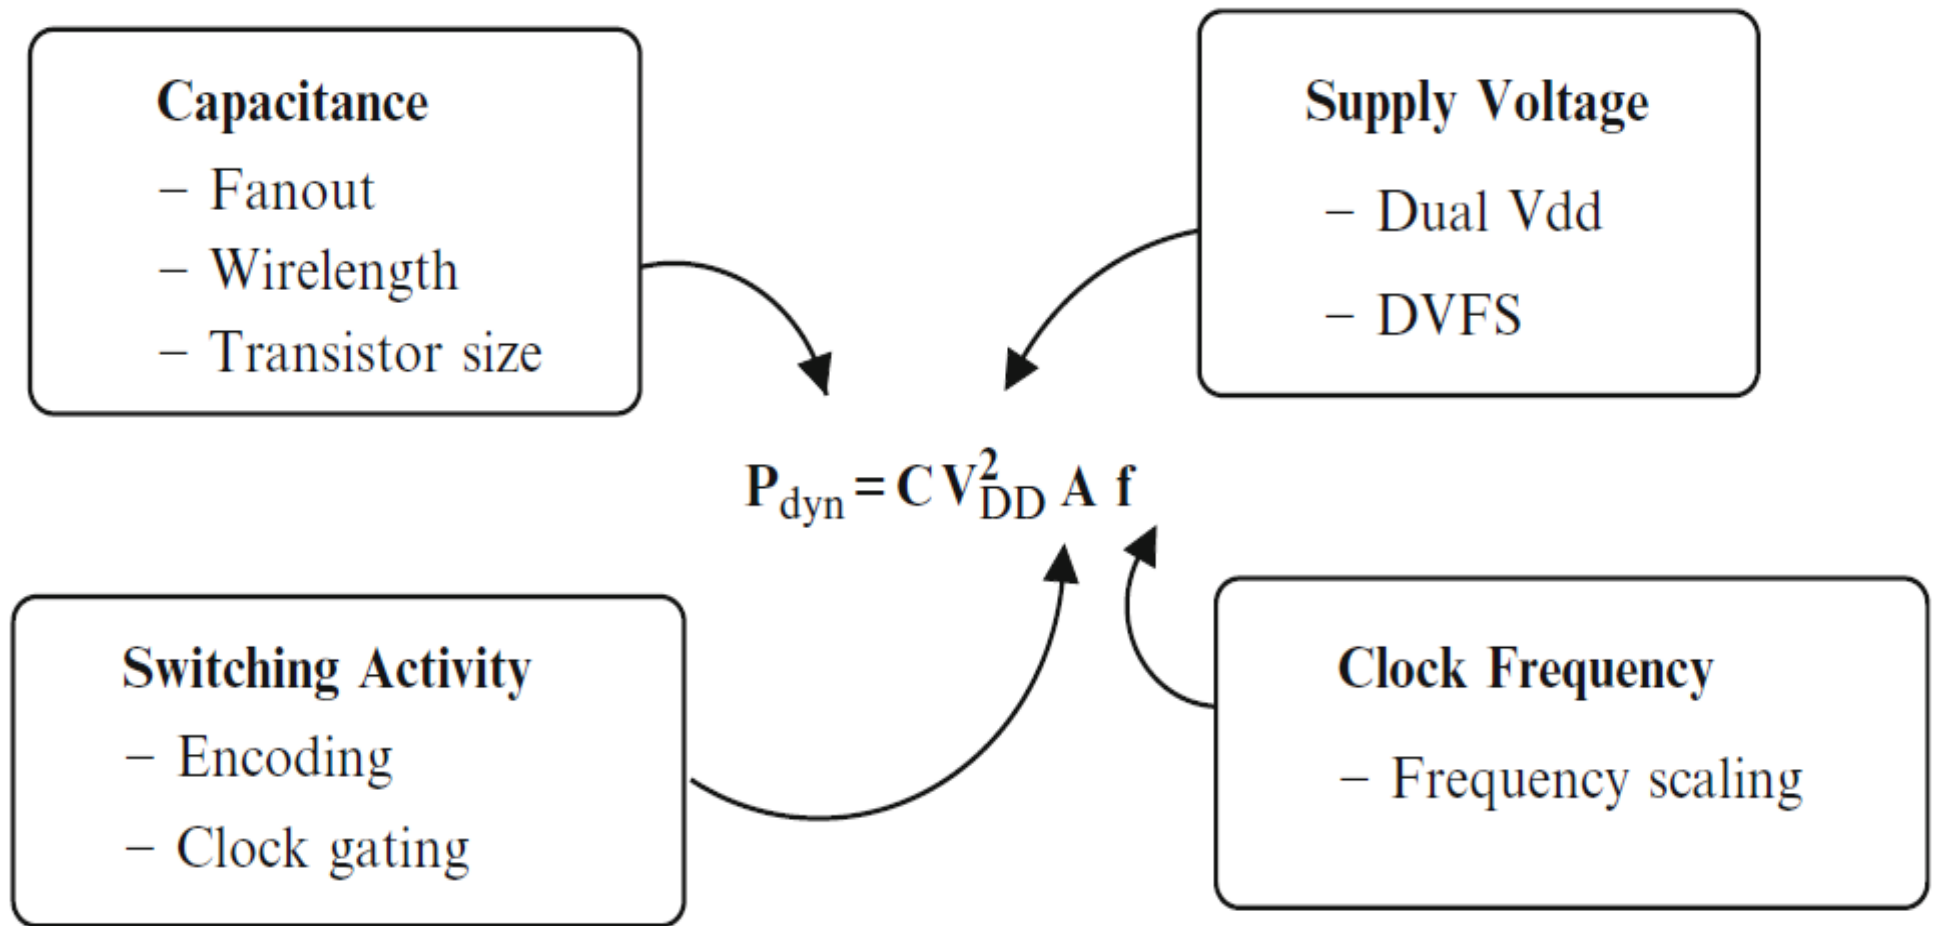 Capacitance
– Fanout
– Wirelength
– Transistor size
Supply Voltage
– Dual Vdd
– DVFS
P_dyn = C V_DD^2 A f
Switching Activity
– Encoding
– Clock gating
Clock Frequency
– Frequency scaling